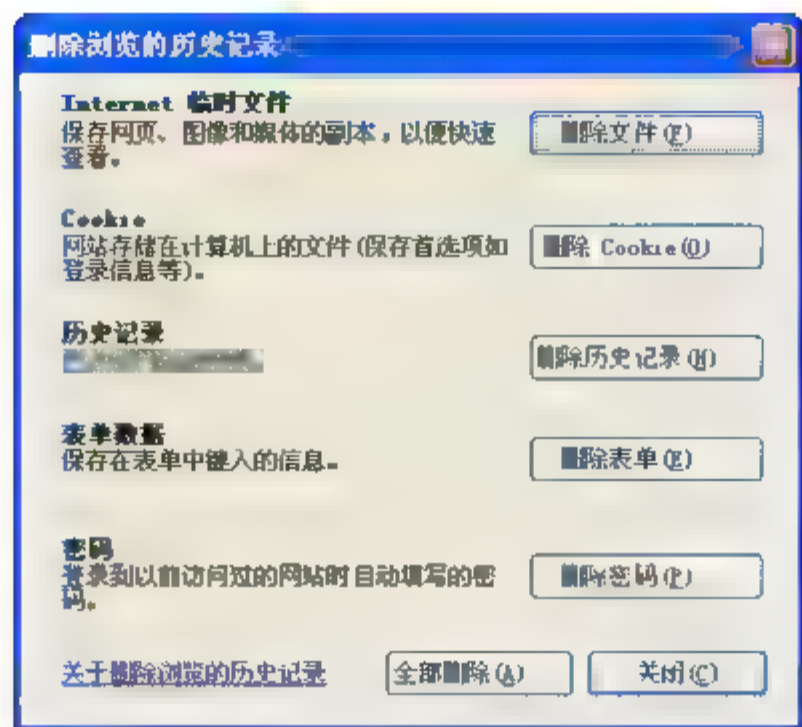 删除浏览的历史记录
Internet 临时文件
保存网页、图像和媒体的副本，以便快速
查看。
删除文件(F)
Cookie
网站存储在计算机上的文件(保存首选项如
登录信息等)。
删除 Cookie(O)
历史记录
删除历史记录(H)
表单数据
保存在表单中键入的信息。
删除表单(E)
密码
登录到以前访问过的网站时自动填写的密
码。
删除密码(P)
关于删除浏览的历史记录
全部删除(A)
关闭(C)